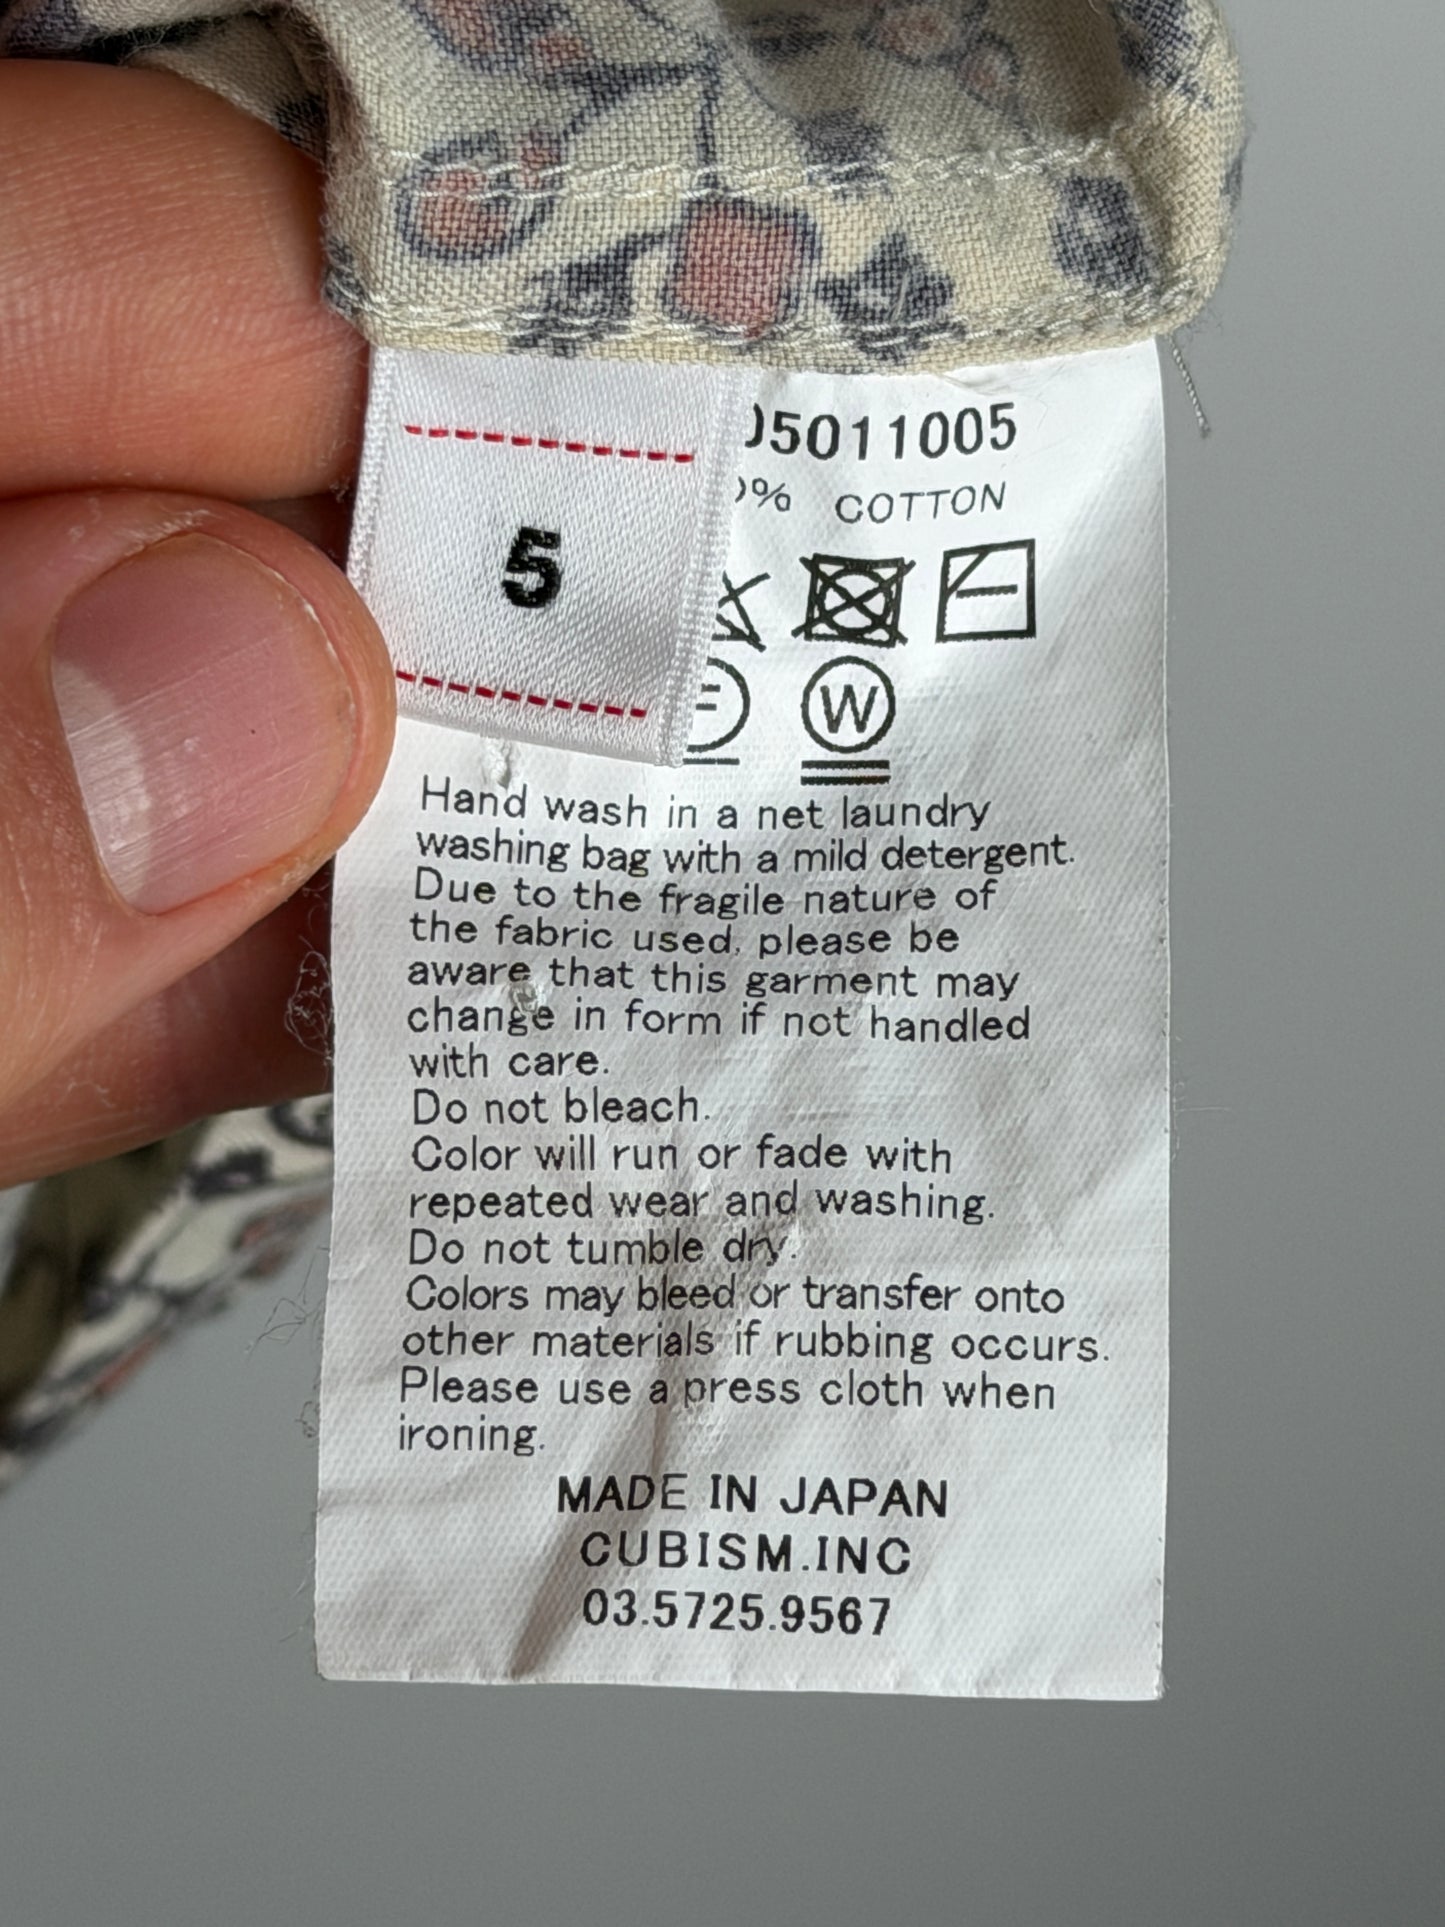 5
5011005
% COTTON
W
Hand wash in a net laundry
washing bag with a mild detergent.
Due to the fragile nature of
the fabric used, please be
aware that this garment may
change in form if not handled
with care.
Do not bleach.
Color will run or fade with
repeated wear and washing.
Do not tumble dry.
Colors may bleed or transfer onto
other materials if rubbing occurs.
Please use a press cloth when
ironing.
MADE IN JAPAN
CUBISM.INC
03.5725.9567